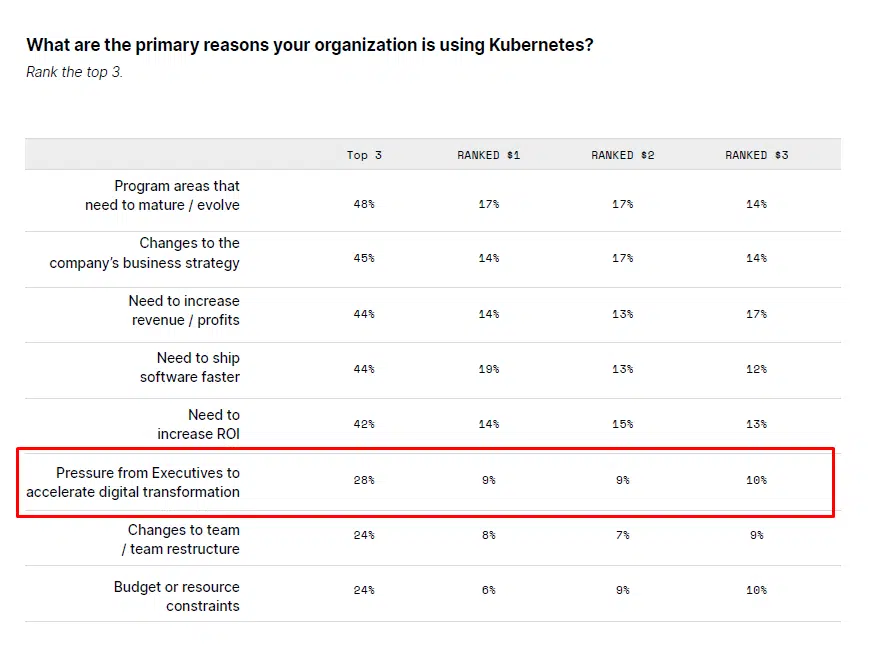 What are the primary reasons your organization is using Kubernetes?
Rank the top 3.
Top 3 RANKED $1 RANKED $2 RANKED $3
Program areas that
need to mature / evolve 48% 17% 17% 14%
Changes to the
company's business strategy 45% 14% 17% 14%
Need to increase
revenue / profits 44% 14% 13% 17%
Need to ship
software faster 44% 19% 13% 12%
Need to
increase ROI 42% 14% 15% 13%
Pressure from Executives to
accelerate digital transformation 28% 9% 9% 10%
Changes to team
/ team restructure 24% 8% 7% 9%
Budget or resource
constraints 24% 6% 9% 10%